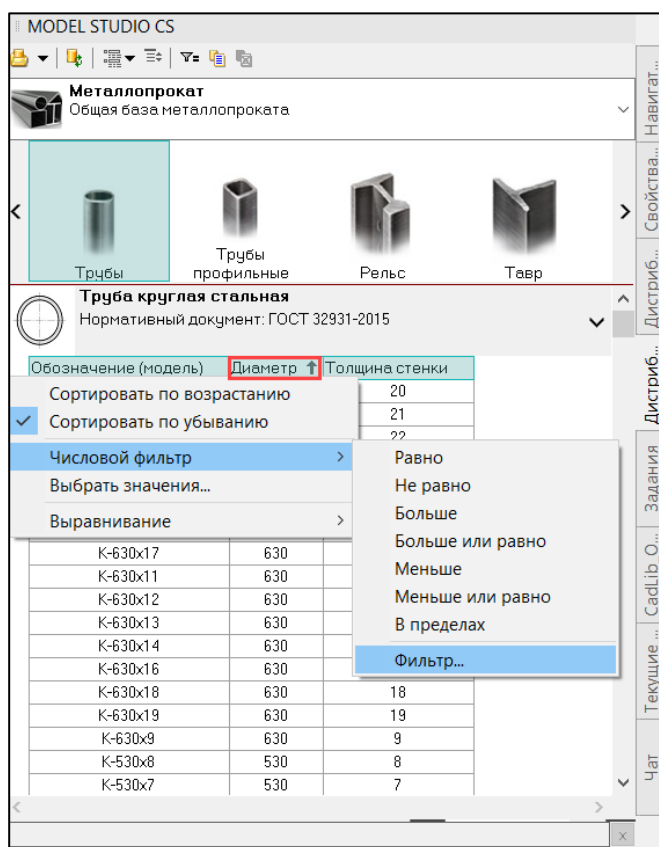 MODEL STUDIO CS
Металлопрокат
Общая база металлопроката
Трубы
Трубы профильные
Рельс
Тавр
Труба круглая стальная
Нормативный документ: ГОСТ 32931-2015
Обозначение (модель) Диаметр Толщина стенки
20
21
22
Сортировать по возрастанию
Сортировать по убыванию
Числовой фильтр
Выбрать значения...
Выравнивание
Равно
Не равно
Больше
Больше или равно
Меньше
Меньше или равно
В пределах
Фильтр...
К-630х17 630
К-630х11 630
К-630х12 630
К-630х13 630
К-630х14 630
К-630х16 630
К-630х18 630 18
К-630х19 630 19
К-630х9 630 9
К-530х8 530 8
К-530х7 530 7
Навигат...
Свойства...
Дистриб...
Дистриб...
Задания
CadLib_O...
Текущие ...
Чат